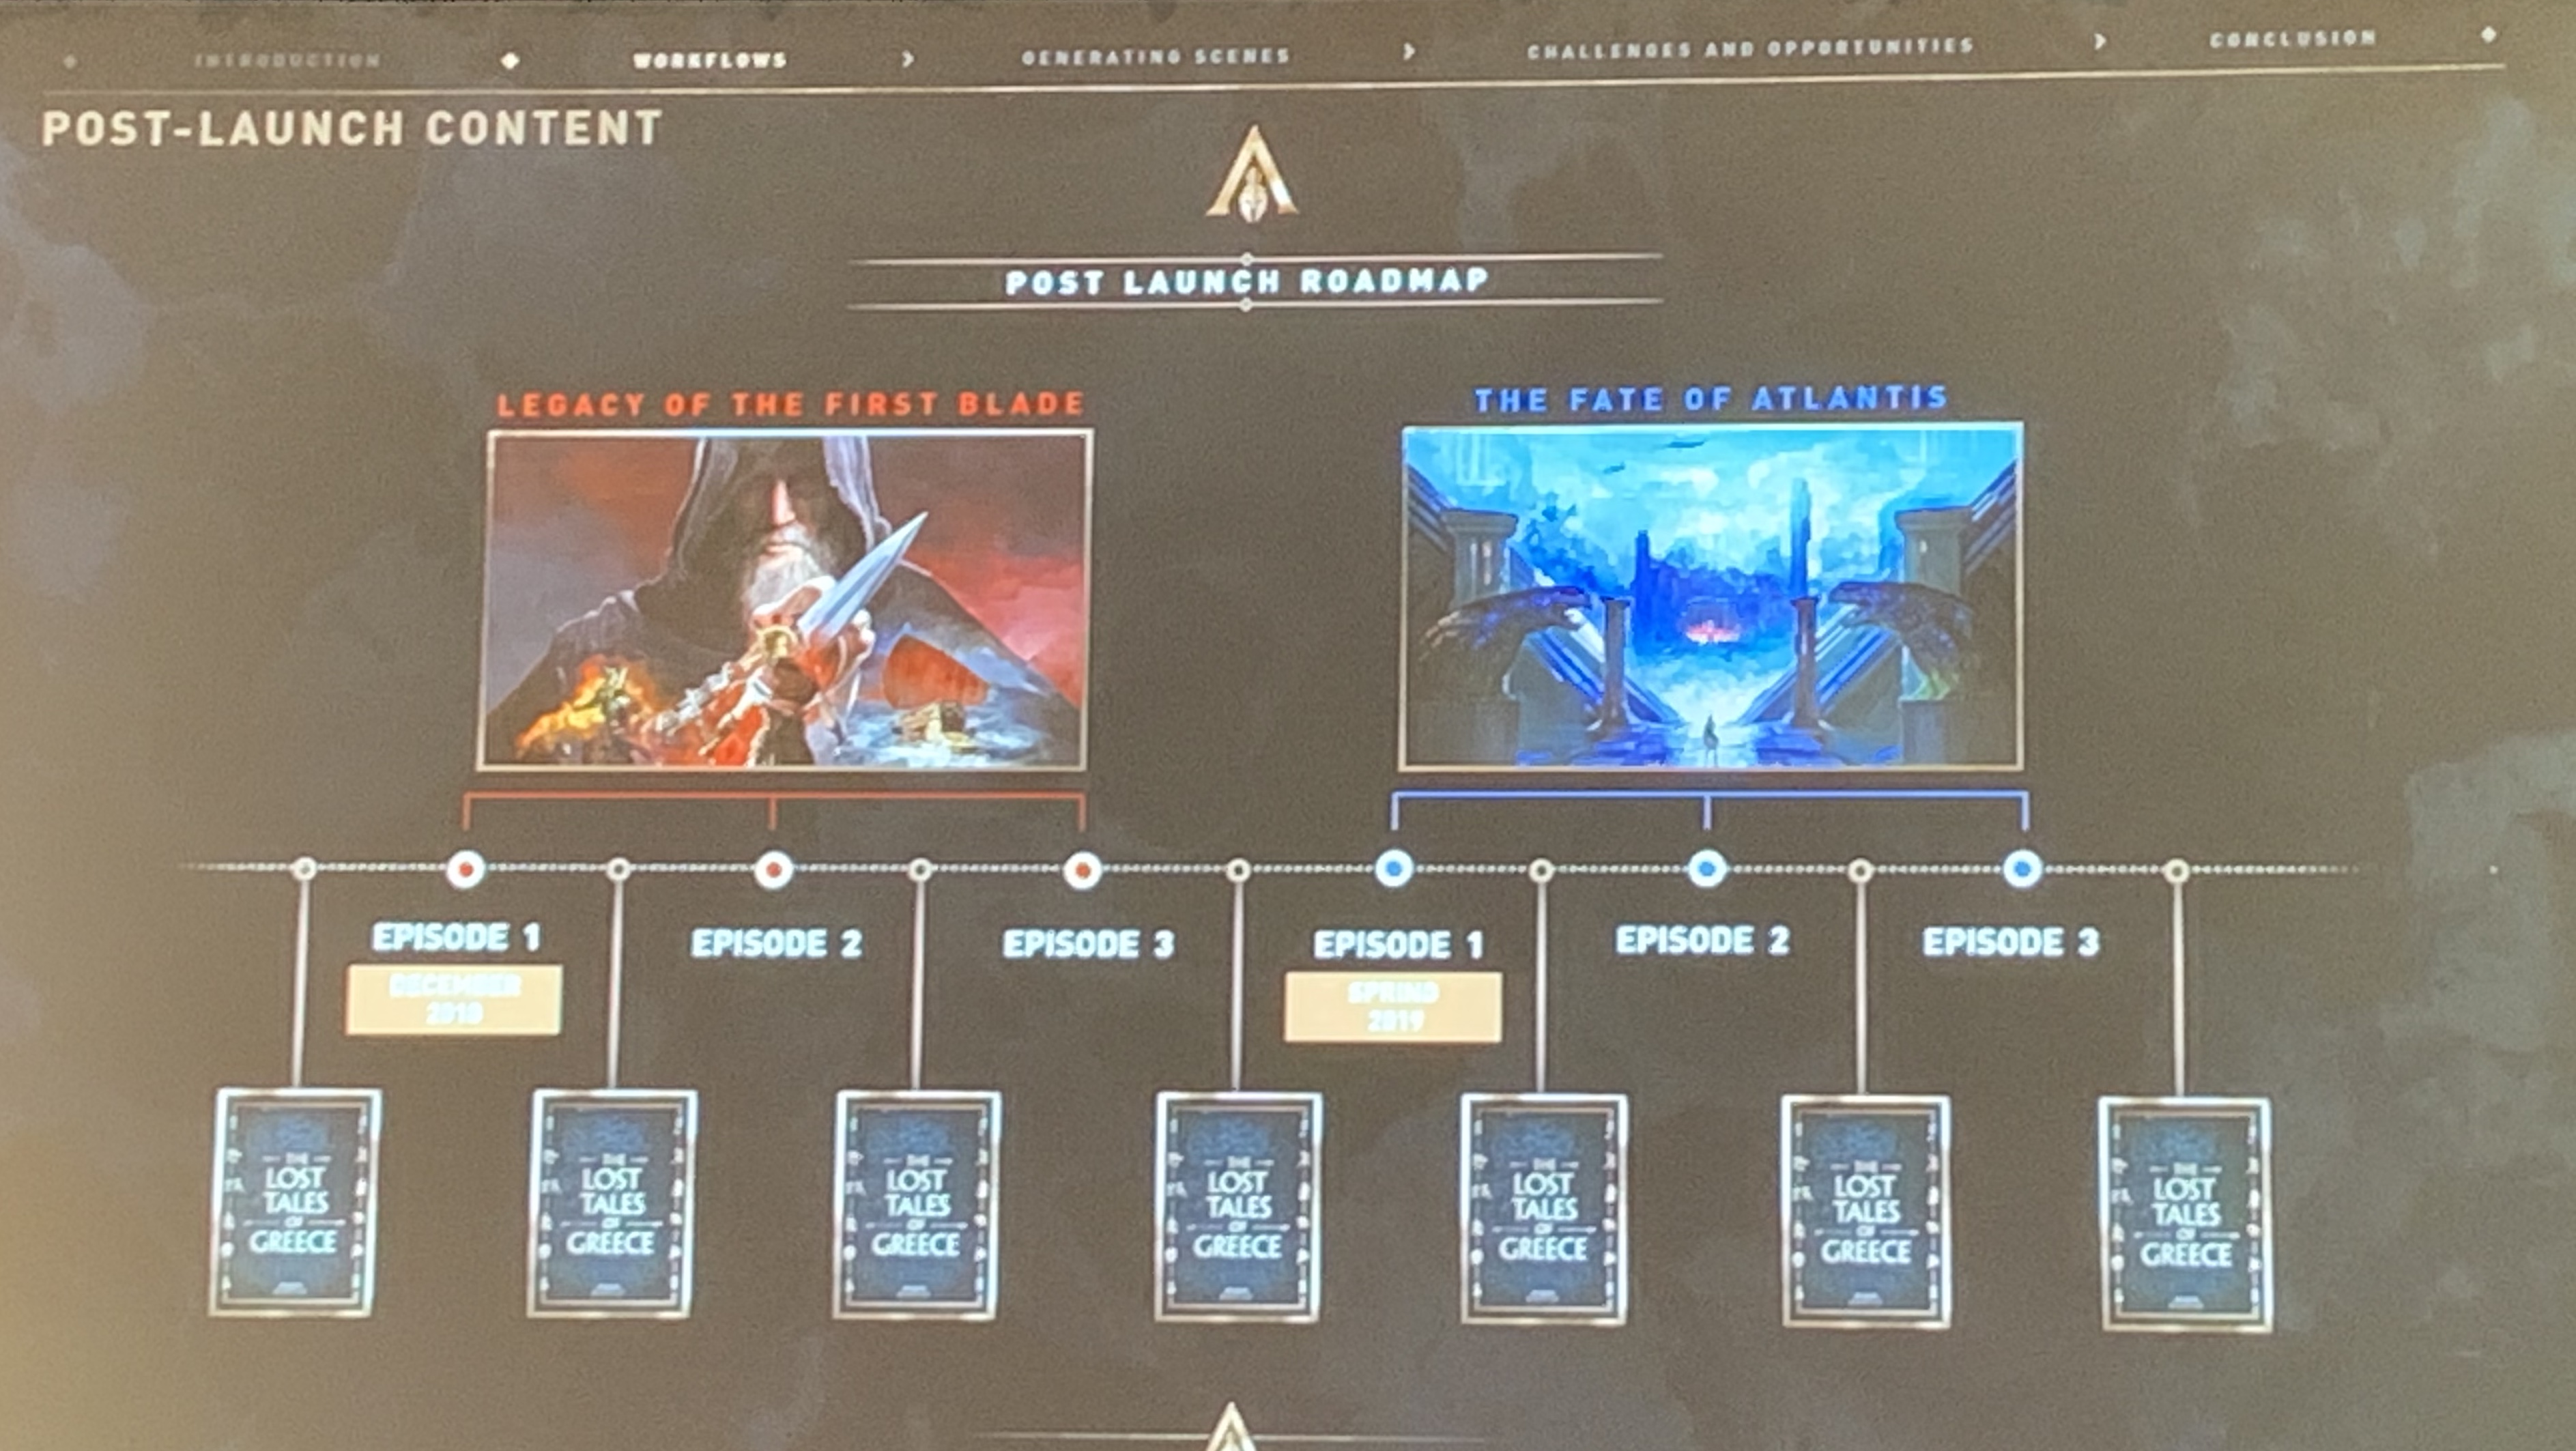 INTRODUCTION WORKFLOWS GENERATING SCENES CHALLENGES AND OPPORTUNITIES CONCLUSION
POST-LAUNCH CONTENT
POST LAUNCH ROADMAP
LEGACY OF THE FIRST BLADE
THE FATE OF ATLANTIS
EPISODE 1
EPISODE 2
EPISODE 3
EPISODE 1
EPISODE 2
EPISODE 3
DECEMBER
2018
SPRING
2019
THE
LOST
TALES
OF
GREECE
THE
LOST
TALES
OF
GREECE
THE
LOST
TALES
OF
GREECE
THE
LOST
TALES
OF
GREECE
THE
LOST
TALES
OF
GREECE
THE
LOST
TALES
OF
GREECE
THE
LOST
TALES
OF
GREECE